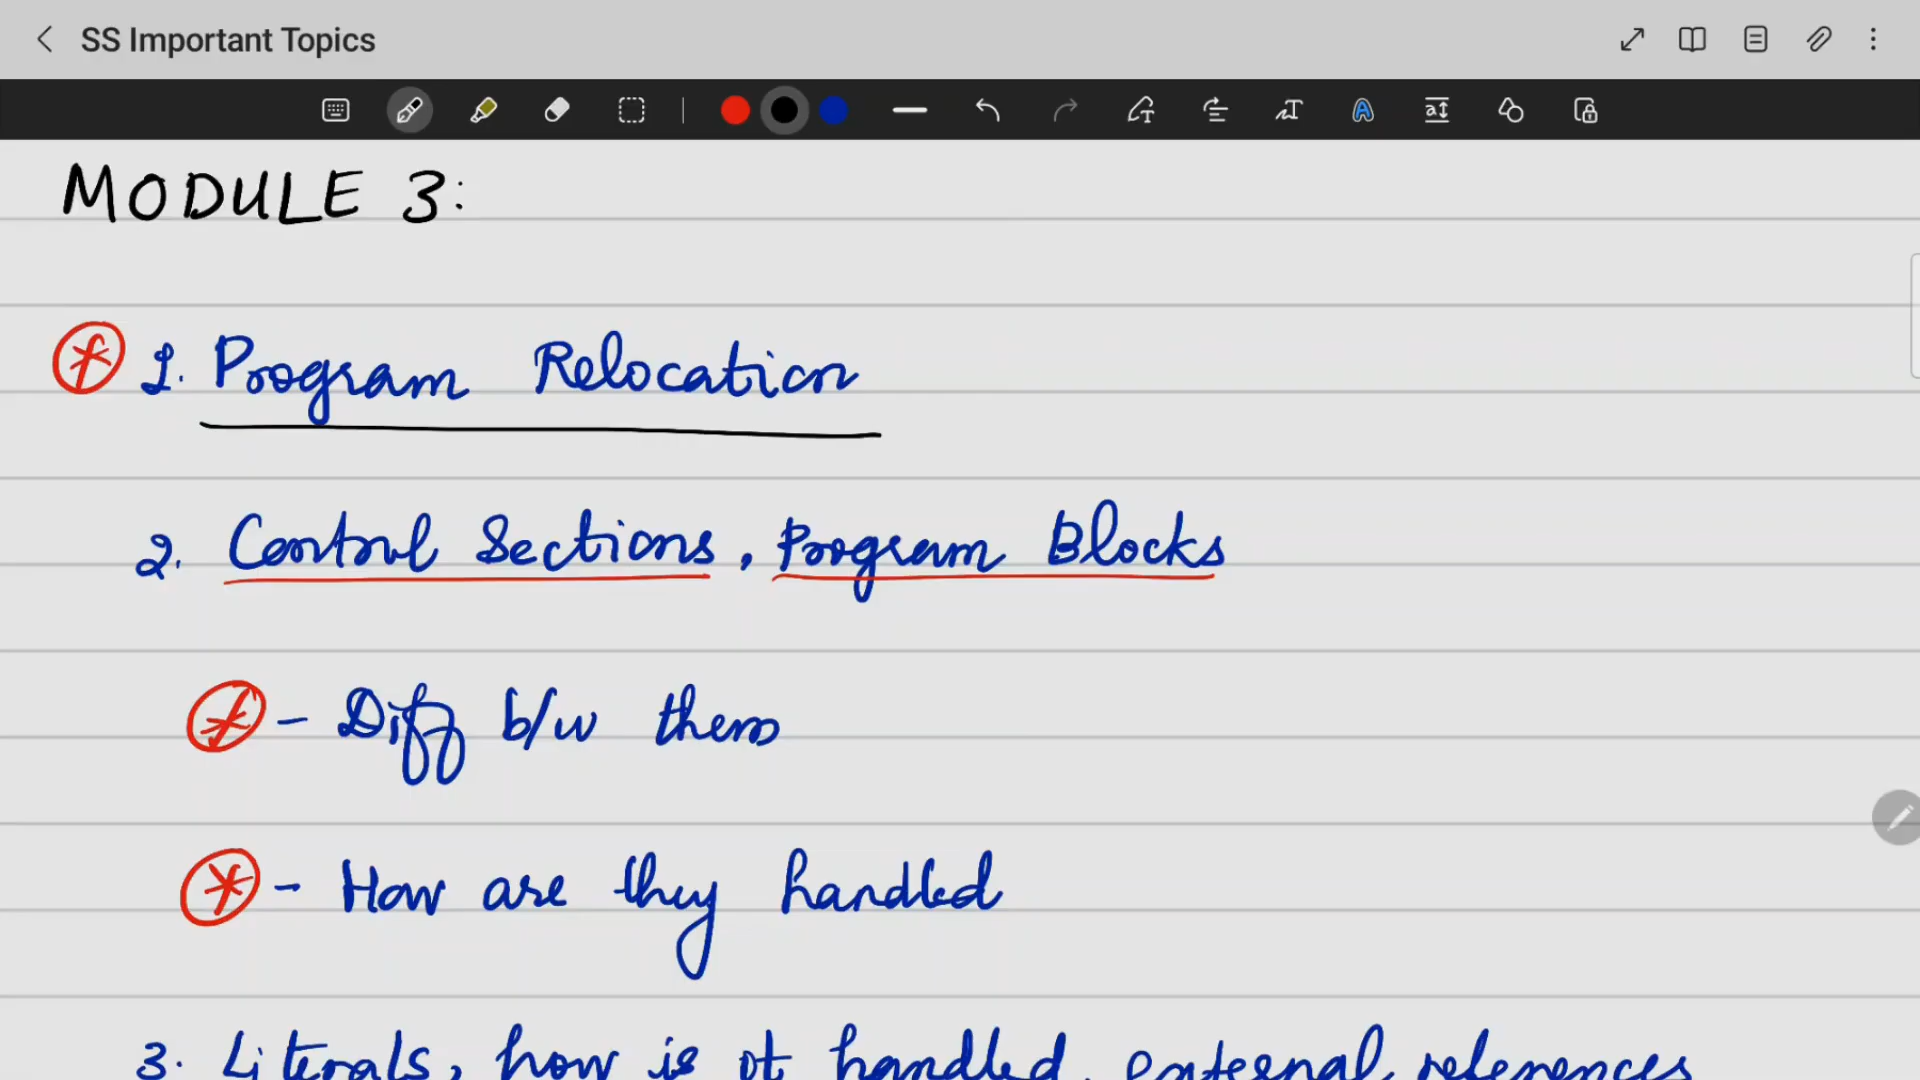 SS Important Topics
MODULE 3:
1. Program Relocation
2. Control Sections, Program Blocks
- Diff b/w them
- How are they handled
3. Literals, how is it handled, external references